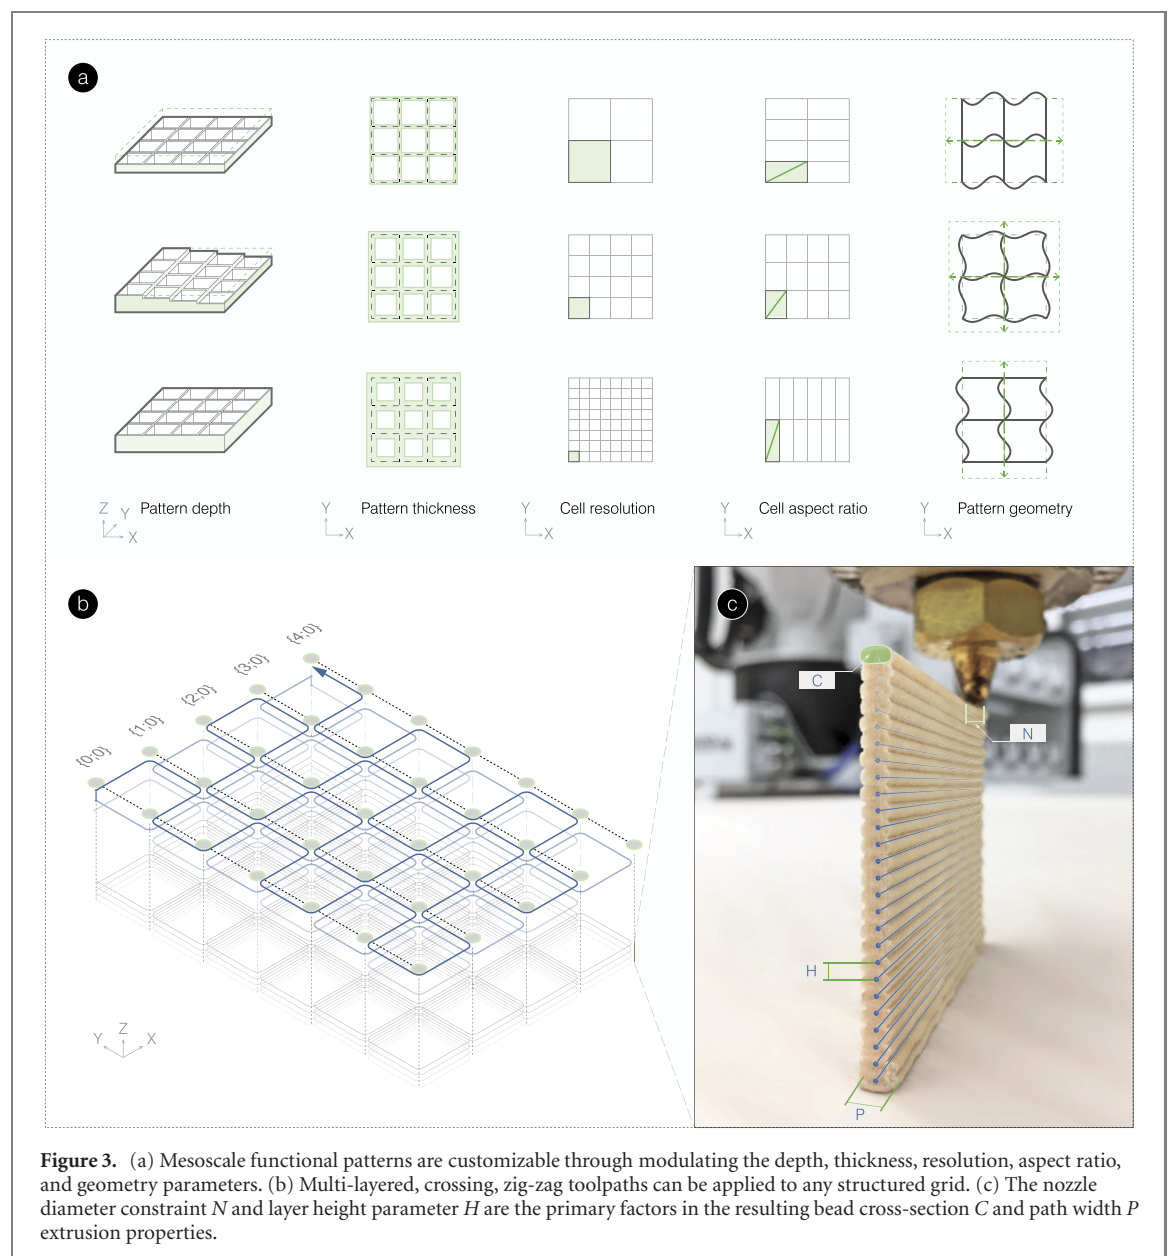 a
Pattern depth
Pattern thickness
Cell resolution
Cell aspect ratio
Pattern geometry
Z
Y
X
Y
X
Y
X
Y
X
Y
X
b
{0;0}
{1;0}
{2;0}
{3;0}
{4;0}
Y
Z
X
c
C
N
H
P
Figure 3. (a) Mesoscale functional patterns are customizable through modulating the depth, thickness, resolution, aspect ratio,
and geometry parameters. (b) Multi-layered, crossing, zig-zag toolpaths can be applied to any structured grid. (c) The nozzle
diameter constraint N and layer height parameter H are the primary factors in the resulting bead cross-section C and path width P
extrusion properties.